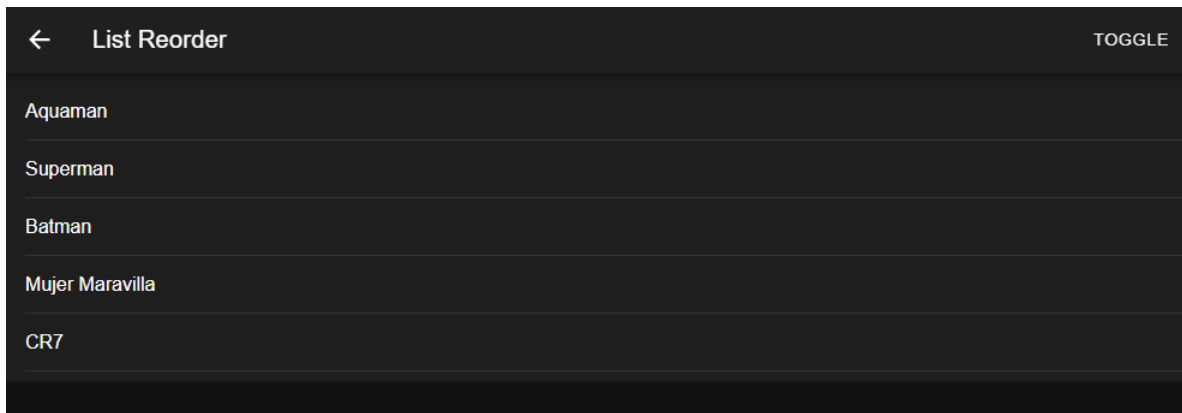 List Reorder TOGGLE
Aquaman
Superman
Batman
Mujer Maravilla
CR7